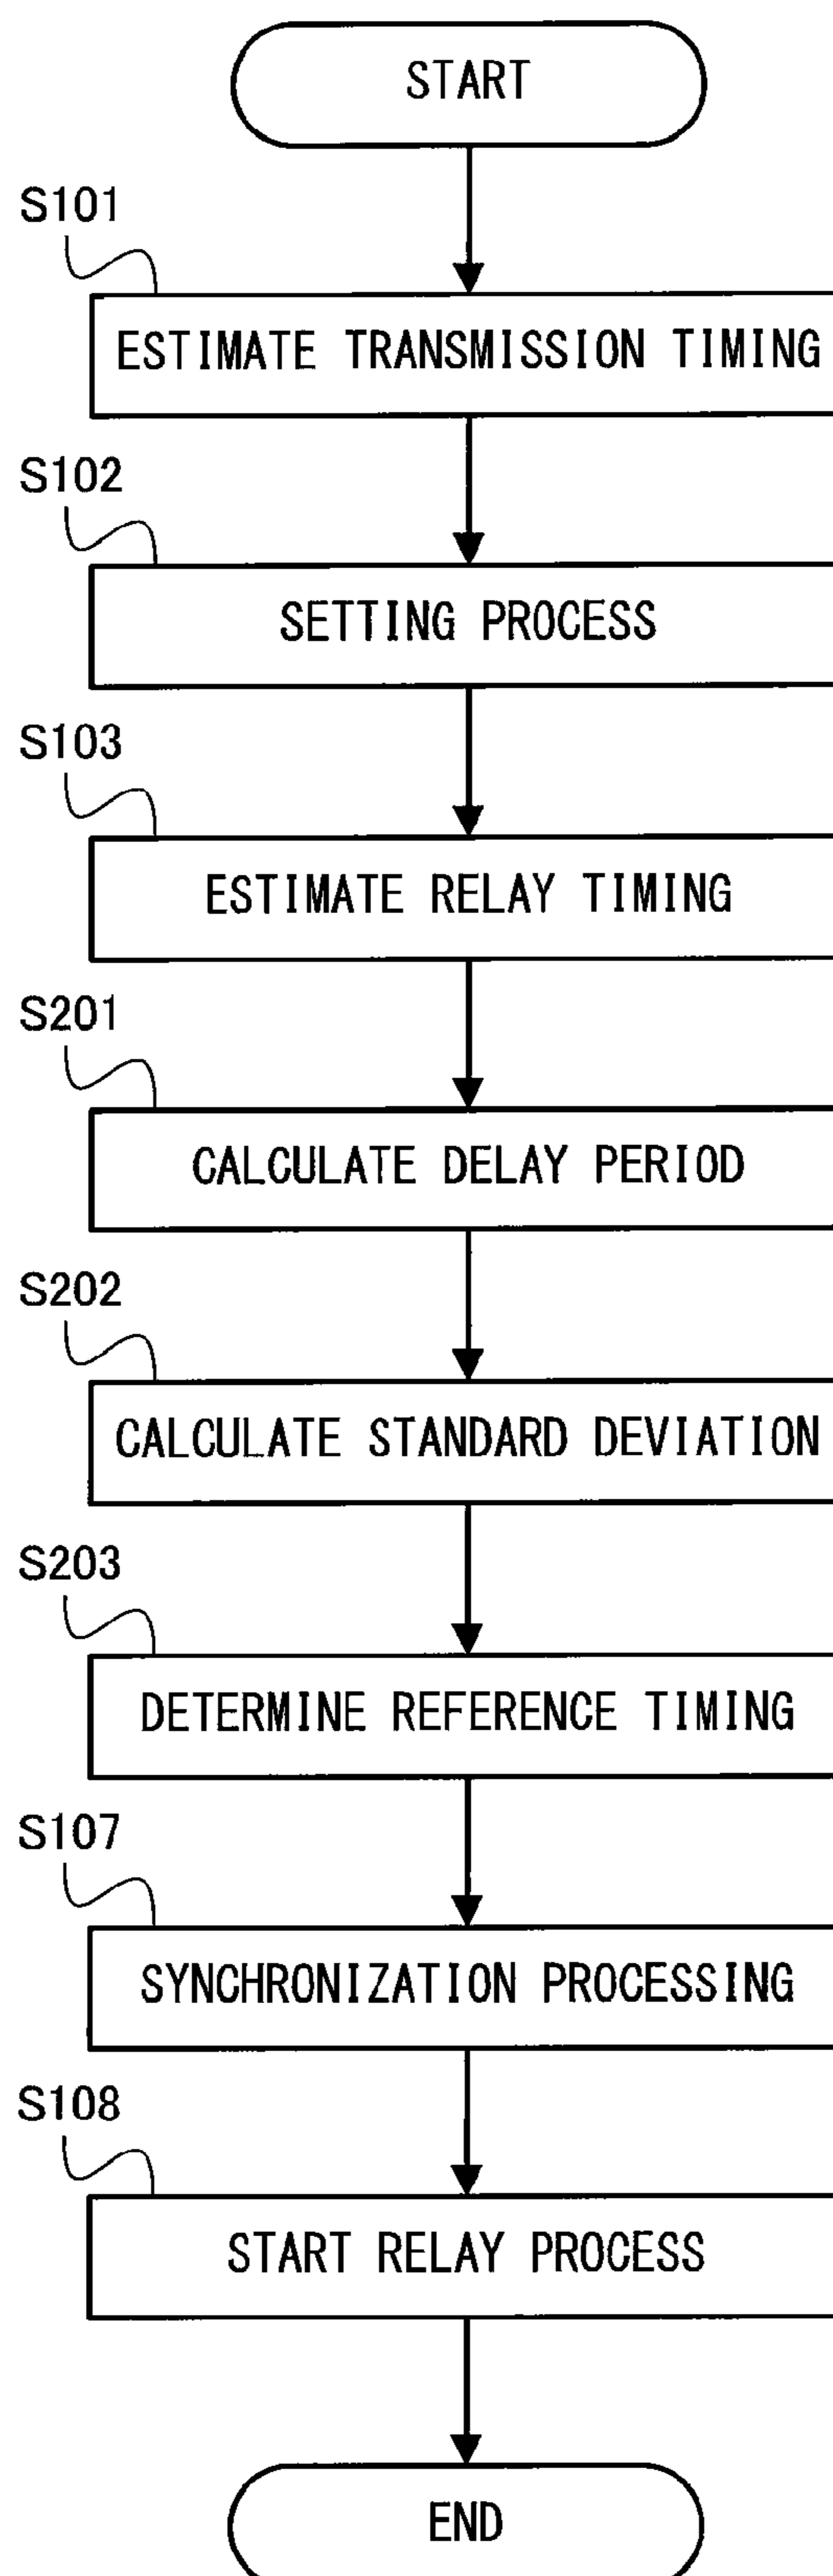 START
S101
ESTIMATE TRANSMISSION TIMING
S102
SETTING PROCESS
S103
ESTIMATE RELAY TIMING
S201
CALCULATE DELAY PERIOD
S202
CALCULATE STANDARD DEVIATION
S203
DETERMINE REFERENCE TIMING
S107
SYNCHRONIZATION PROCESSING
S108
START RELAY PROCESS
END